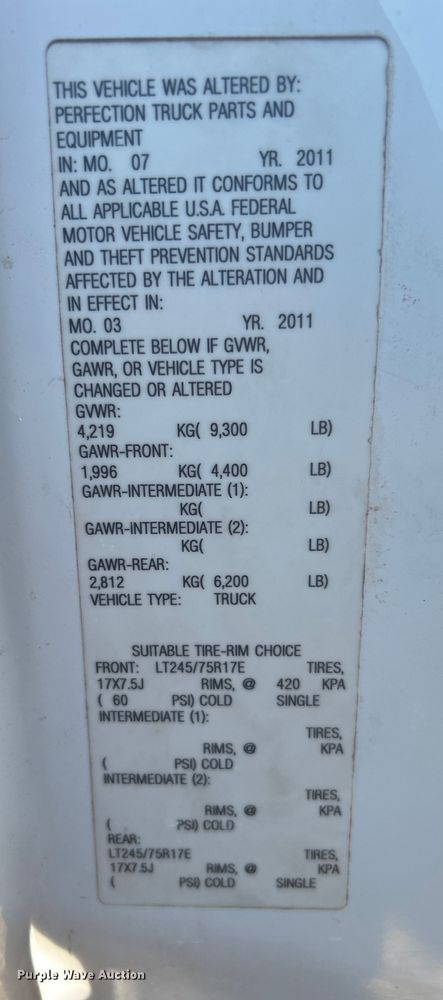 THIS VEHICLE WAS ALTERED BY:
PERFECTION TRUCK PARTS AND
EQUIPMENT
IN: MO. 07 YR. 2011
AND AS ALTERED IT CONFORMS TO
ALL APPLICABLE U.S.A. FEDERAL
MOTOR VEHICLE SAFETY, BUMPER
AND THEFT PREVENTION STANDARDS
AFFECTED BY THE ALTERATION AND
IN EFFECT IN:
MO. 03 YR. 2011
COMPLETE BELOW IF GVWR,
GAWR, OR VEHICLE TYPE IS
CHANGED OR ALTERED
GVWR:
4,219 KG( 9,300 LB)
GAWR-FRONT:
1,996 KG( 4,400 LB)
GAWR-INTERMEDIATE (1):
KG( LB)
GAWR-INTERMEDIATE (2):
KG( LB)
GAWR-REAR:
2,812 KG( 6,200 LB)
VEHICLE TYPE: TRUCK
SUITABLE TIRE-RIM CHOICE
FRONT: LT245/75R17E TIRES,
17X7.5J RIMS, @ 420 KPA
( 60 PSI) COLD SINGLE
INTERMEDIATE (1):
TIRES,
RIMS, @ KPA
( PSI) COLD
INTERMEDIATE (2):
TIRES,
RIMS, @ KPA
( PSI) COLD
REAR:
LT245/75R17E TIRES,
17X7.5J RIMS, @ KPA
( PSI) COLD SINGLE
Purple Wave Auction